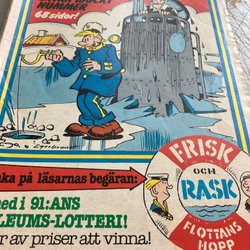 NUMMER
68 sidor!
ka på läsarnas begäran:
ned i 91:ANS
LEUMS-LOTTERI!
r av priser att vinna!
FRISK
OCH
RASK
FLOTTANS
HOPP